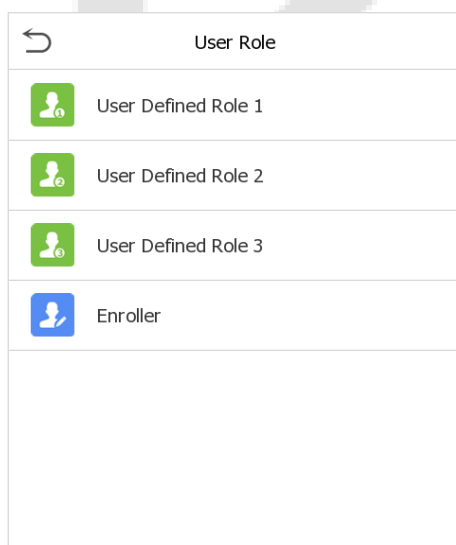 User Role
User Defined Role 1
User Defined Role 2
User Defined Role 3
Enroller